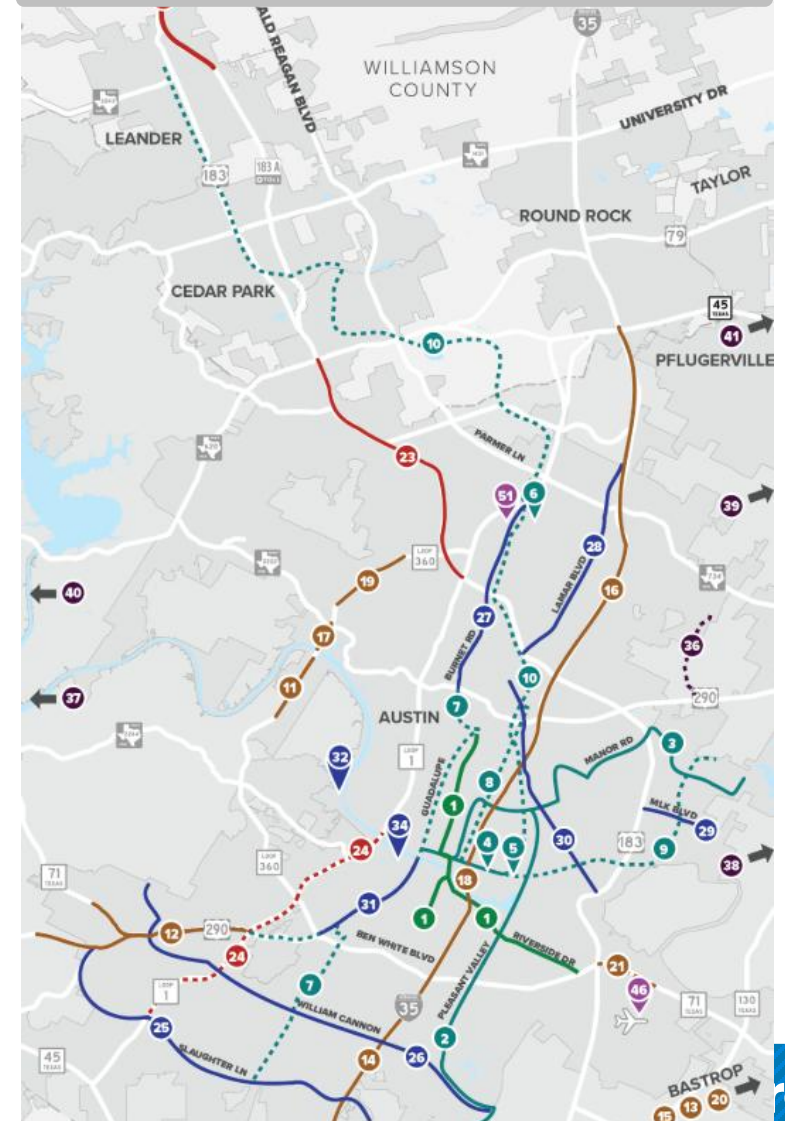 35
ALD REAGAN BLVD
WILLIAMSON
COUNTY
UNIVERSITY DR
LEANDER
183
183 A
TAYLOR
ROUND ROCK
79
CEDAR PARK
45
TEXAS
41
10
PFLUGERVILLE
PARMER LN
23
51
6
39
28
LOOP
360
19
40
16
LAMAR BLVD
27
17
36
BURNET RD
10
11
290
37
7
AUSTIN
3
MANOR RD
32
LOOP
1
GUADALUPE
8
1
MLK BLVD
29
34
30
183
4
5
9
24
38
LOOP
360
71
TEXAS
18
31
1
1
290
12
BEN WHITE BLVD
RIVERSIDE DR
24
21
7
PLEASANT VALLEY
LOOP
1
46
71
TEXAS
130
TEXAS
35
WILLIAM CANNON
25
2
26
14
SLAUGHTER LN
45
TEXAS
BASTROP
15
13
20